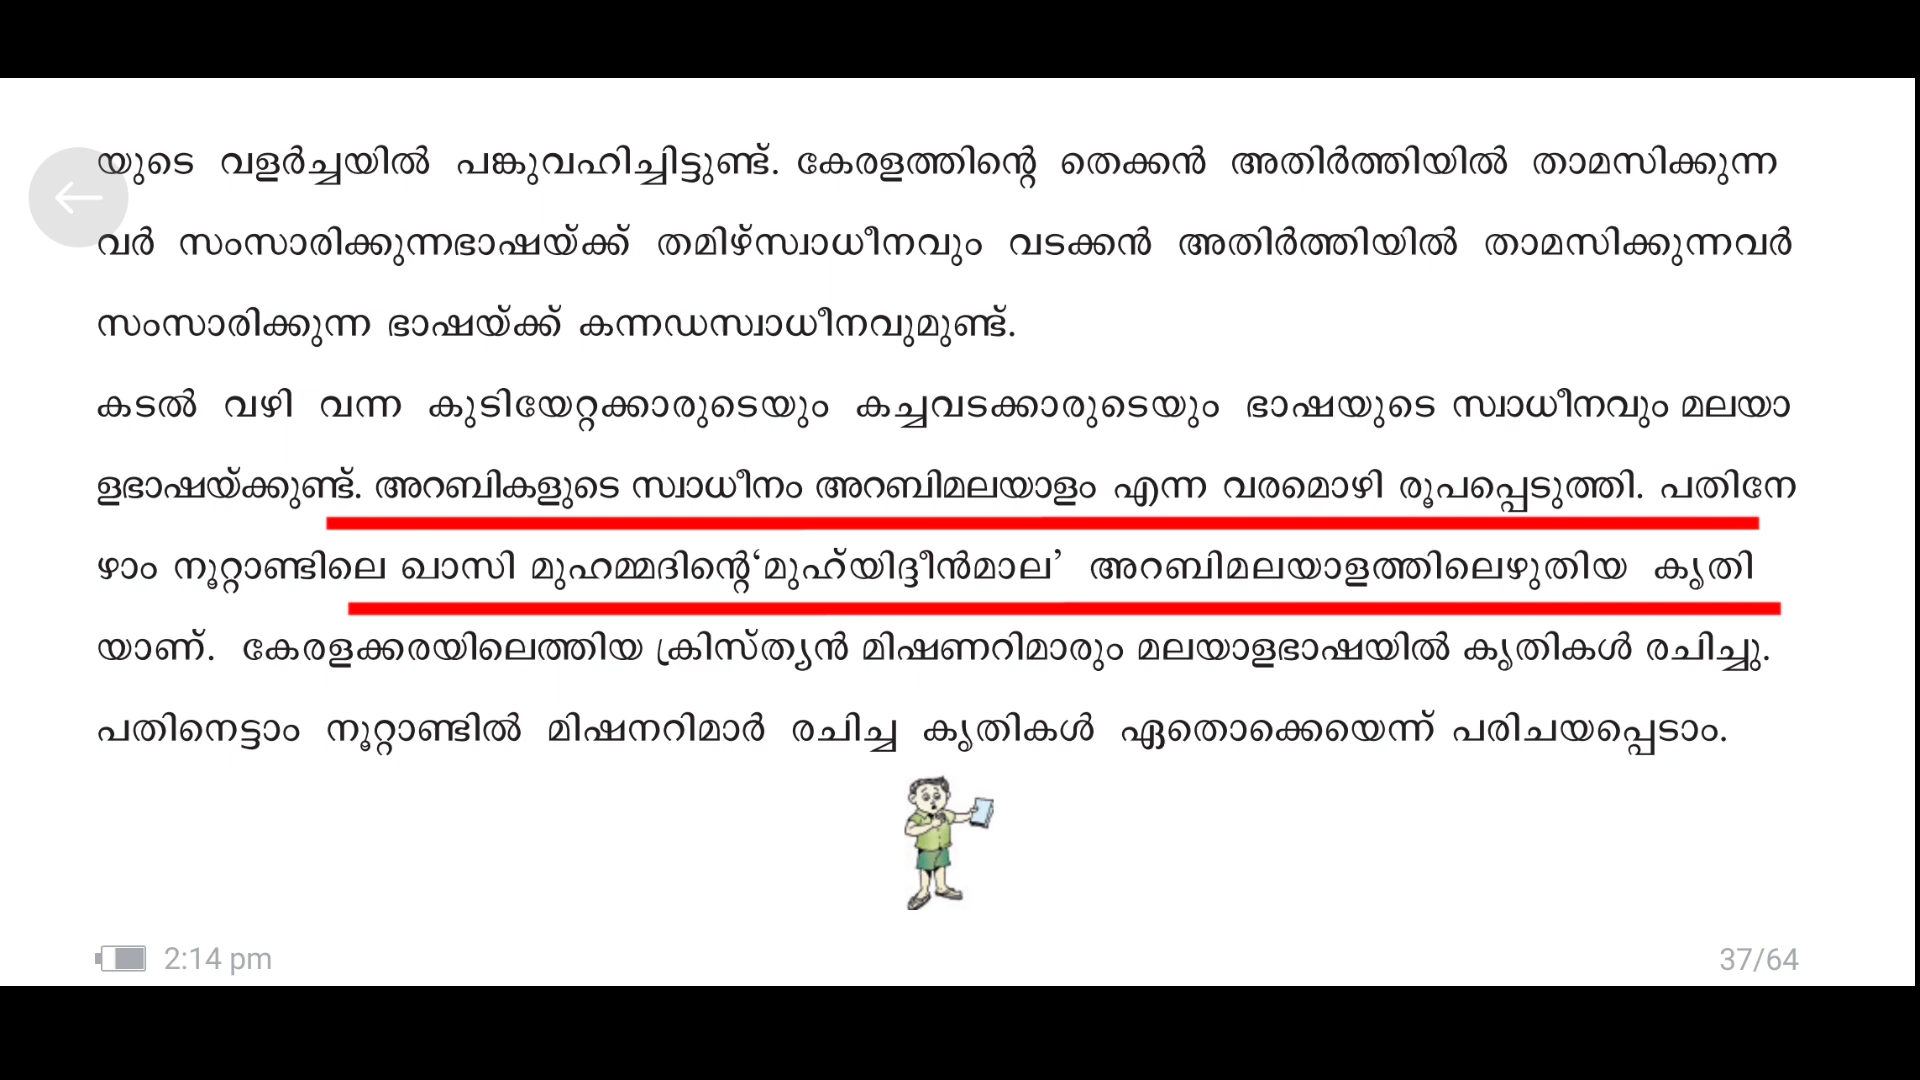 യുടെ വളർച്ചയിൽ പങ്കുവഹിച്ചിട്ടുണ്ട്. കേരളത്തിന്റെ തെക്കൻ അതിർത്തിയിൽ താമസിക്കുന്ന
വർ സംസാരിക്കുന്നഭാഷയ്ക്ക് തമിഴ്സ്വാധീനവും വടക്കൻ അതിർത്തിയിൽ താമസിക്കുന്നവർ
സംസാരിക്കുന്ന ഭാഷയ്ക്ക് കന്നഡസ്വാധീനവുമുണ്ട്.
കടൽ വഴി വന്ന കുടിയേറ്റക്കാരുടെയും കച്ചവടക്കാരുടെയും ഭാഷയുടെ സ്വാധീനവും മലയാ
ളഭാഷയ്ക്കുണ്ട്. അറബികളുടെ സ്വാധീനം അറബിമലയാളം എന്ന വരമൊഴി രൂപപ്പെടുത്തി. പതിനേ
ഴാം നൂറ്റാണ്ടിലെ ഖാസി മുഹമ്മദിന്റെ‘മുഹ്‌യിദ്ദീൻമാല’ അറബിമലയാളത്തിലെഴുതിയ കൃതി
യാണ്. കേരളക്കരയിലെത്തിയ ക്രിസ്ത്യൻ മിഷണറിമാരും മലയാളഭാഷയിൽ കൃതികൾ രചിച്ചു.
പതിനെട്ടാം നൂറ്റാണ്ടിൽ മിഷനറിമാർ രചിച്ച കൃതികൾ ഏതൊക്കെയെന്ന് പരിചയപ്പെടാം.
2:14 pm
37/64